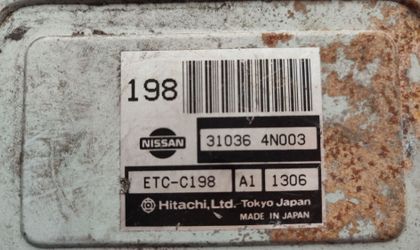 198
NISSAN 31036 4N003
ETC-C198 A1 1306
Hitachi, Ltd. Tokyo Japan
MADE IN JAPAN